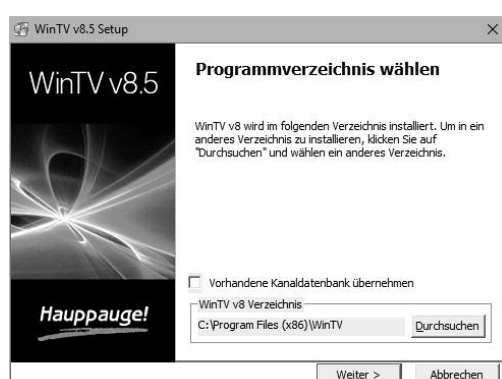 WinTV v8.5 Setup
WinTV v8.5
Programmverzeichnis wählen
WinTV v8 wird im folgenden Verzeichnis installiert. Um in ein
anderes Verzeichnis zu installieren, klicken Sie auf
"Durchsuchen" und wählen ein anderes Verzeichnis.
Vorhandene Kanaldatenbank übernehmen
WinTV v8 Verzeichnis
C:\Program Files (x86)\WinTV
Durchsuchen
Hauppauge!
Weiter >
Abbrechen